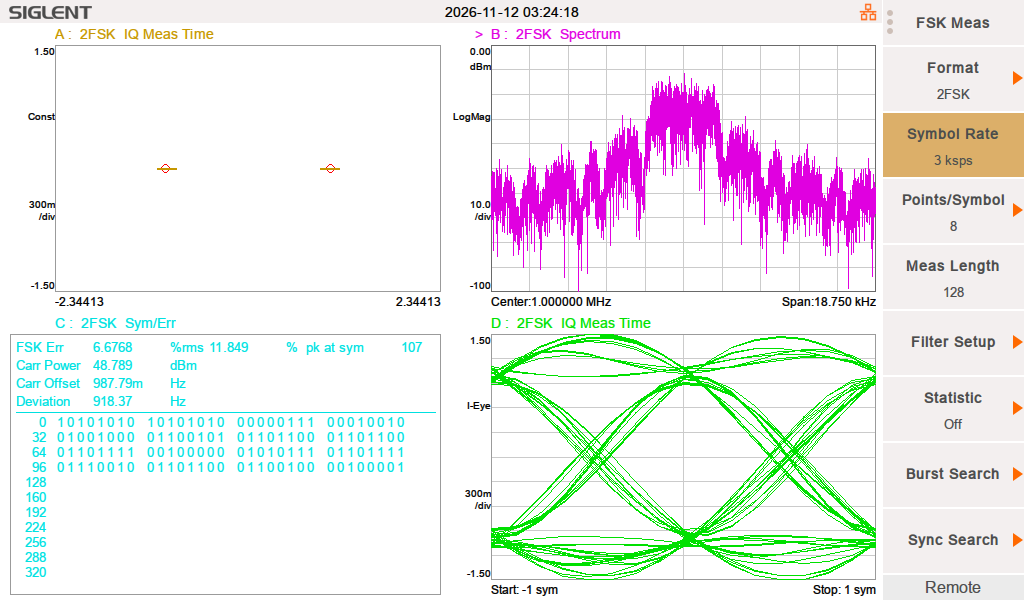 SIGLENT
2026-11-12 03:24:18
A : 2FSK IQ Meas Time
1.50
Const
300m
/div
-1.50
-2.34413
2.34413
> B : 2FSK Spectrum
0.00
dBm
LogMag
10.0
/div
-100
Center:1.000000 MHz
Span:18.750 kHz
C : 2FSK Sym/Err
FSK Err 6.6768 %rms 11.849 % pk at sym 107
Carr Power 48.789 dBm
Carr Offset 987.79m Hz
Deviation 918.37 Hz
0 10101010 10101010 00000111 00010010
32 01001000 01100101 01101100 01101100
64 01101111 00100000 01010111 01101111
96 01110010 01101100 01100100 00100001
128
160
192
224
256
288
320
D : 2FSK IQ Meas Time
1.50
I-Eye
300m
/div
-1.50
Start: -1 sym
Stop: 1 sym
FSK Meas
Format
2FSK
Symbol Rate
3 ksps
Points/Symbol
8
Meas Length
128
Filter Setup
Statistic
Off
Burst Search
Sync Search
Remote